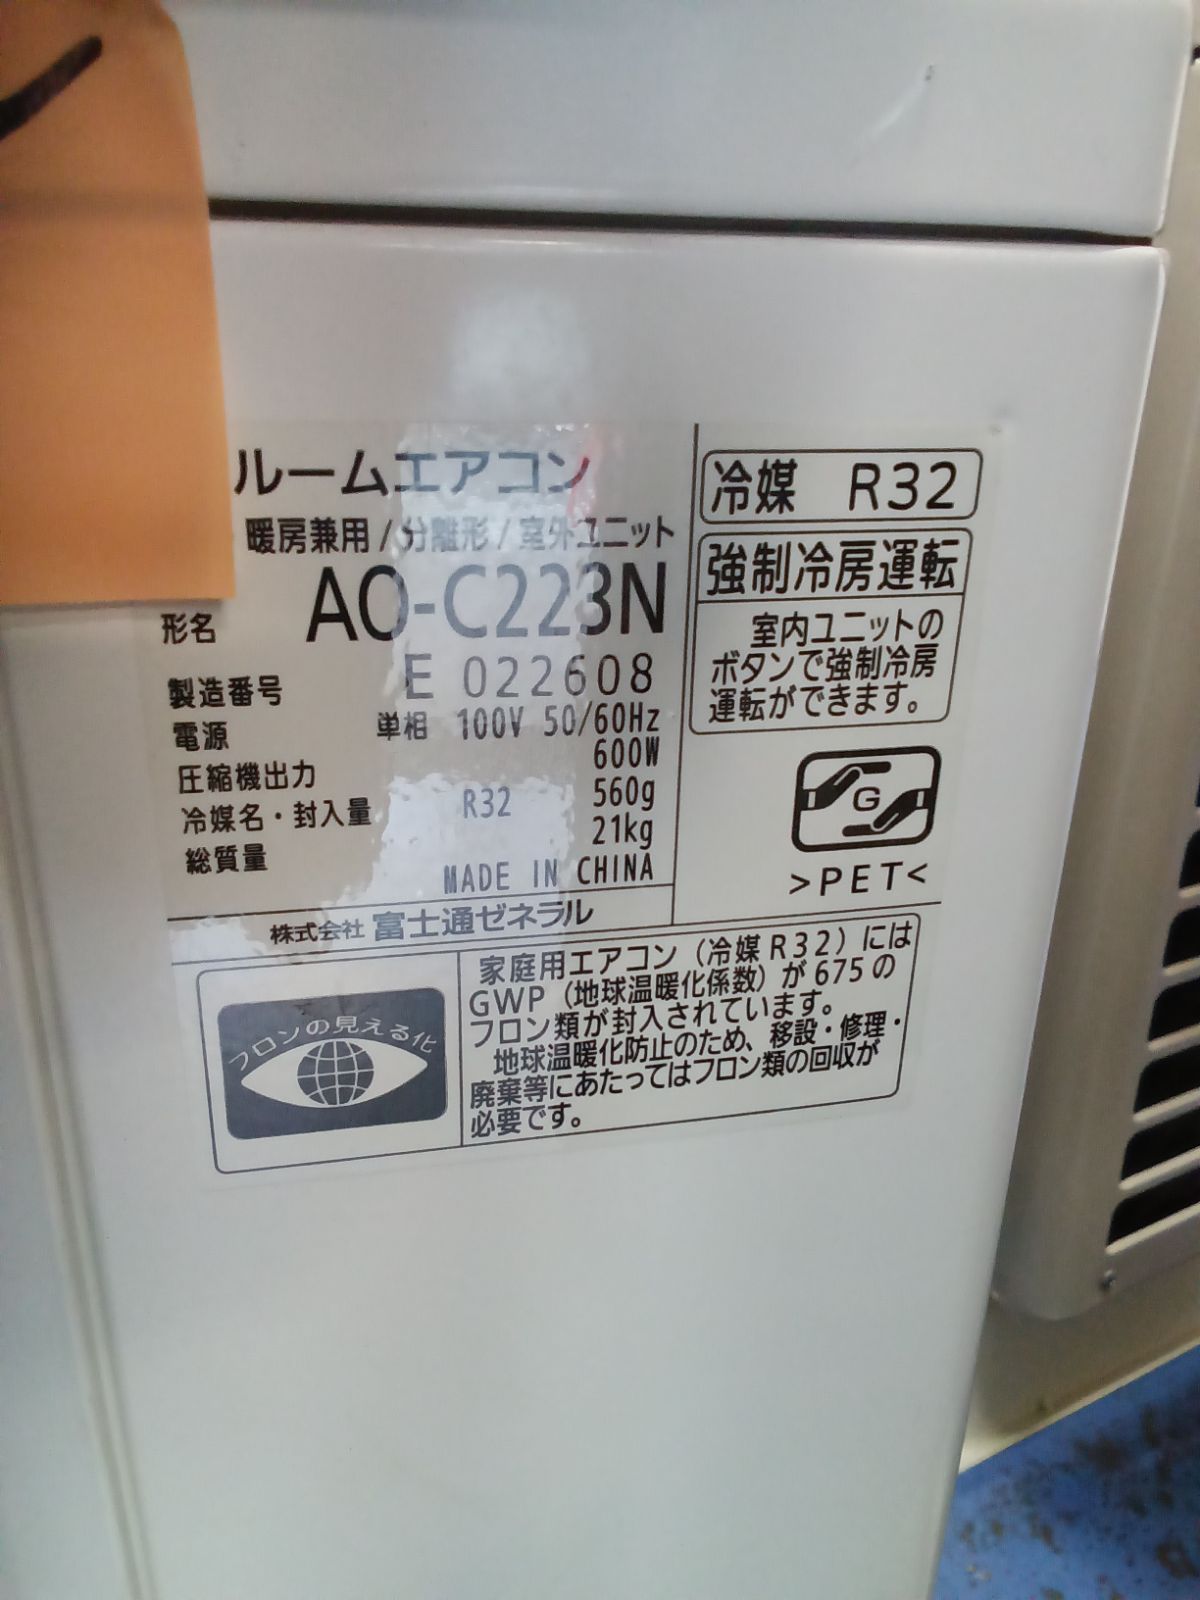 ルームエアコン
暖房兼用/分離形/室外ユニット
形名 AO-C223N
製造番号 E 022608
電源 単相 100V 50/60Hz
圧縮機出力 600W
冷媒名・封入量 R32 560g
総質量 21kg
MADE IN CHINA
株式会社 富士通ゼネラル
冷媒 R32
強制冷房運転
室内ユニットの
ボタンで強制冷房
運転ができます。
G
>PET<
フロンの見える化
家庭用エアコン（冷媒R32）には
GWP（地球温暖化係数）が675の
フロン類が封入されています。
地球温暖化防止のため、移設・修理・
廃棄等にあたってはフロン類の回収が
必要です。